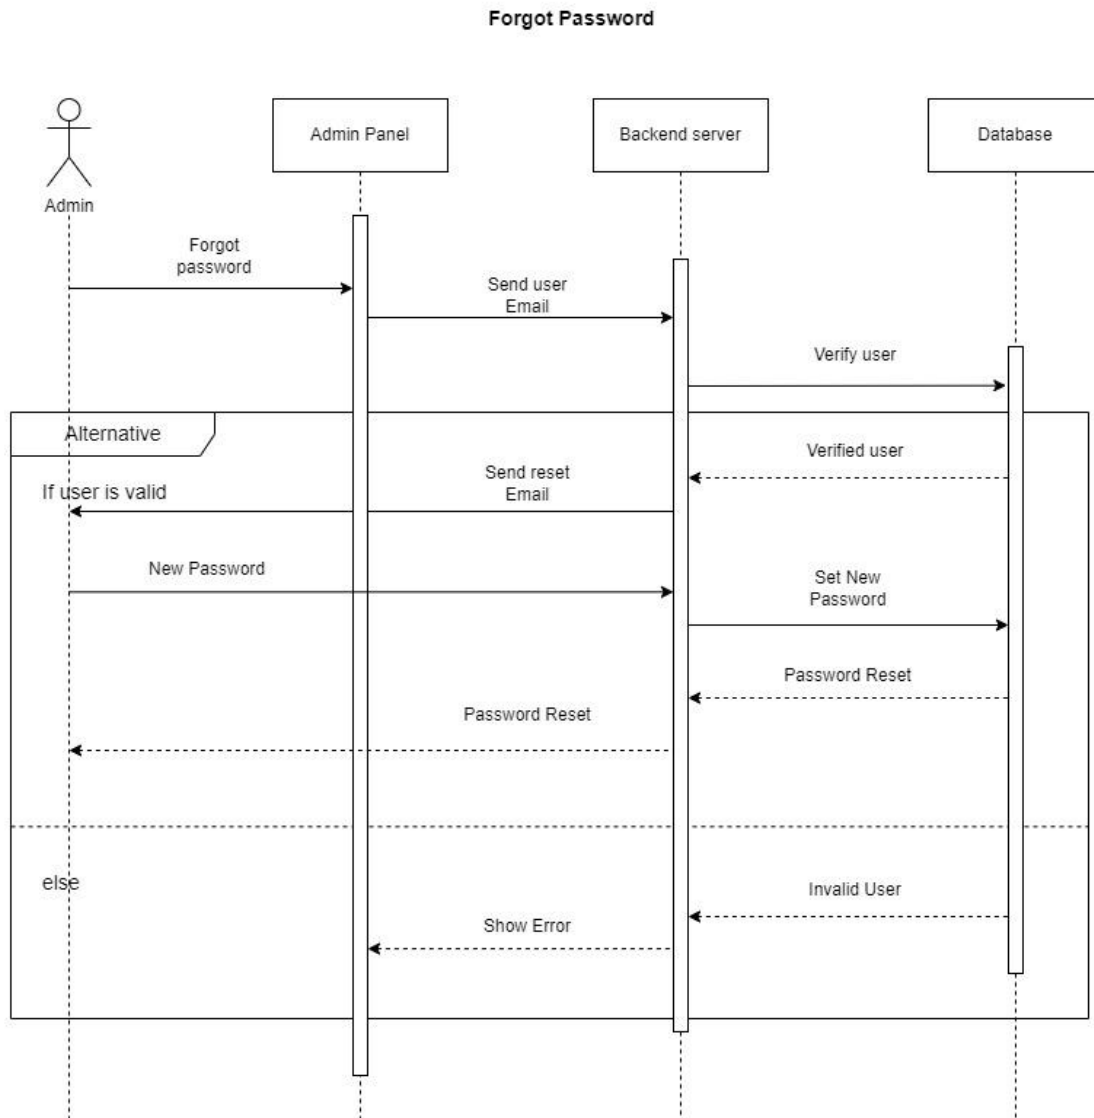 Forgot Password
Admin Panel
Backend server
Database
Admin
Forgot
password
Send user
Email
Verify user
Alternative
Verified user
If user is valid
Send reset
Email
New Password
Set New
Password
Password Reset
Password Reset
else
Invalid User
Show Error